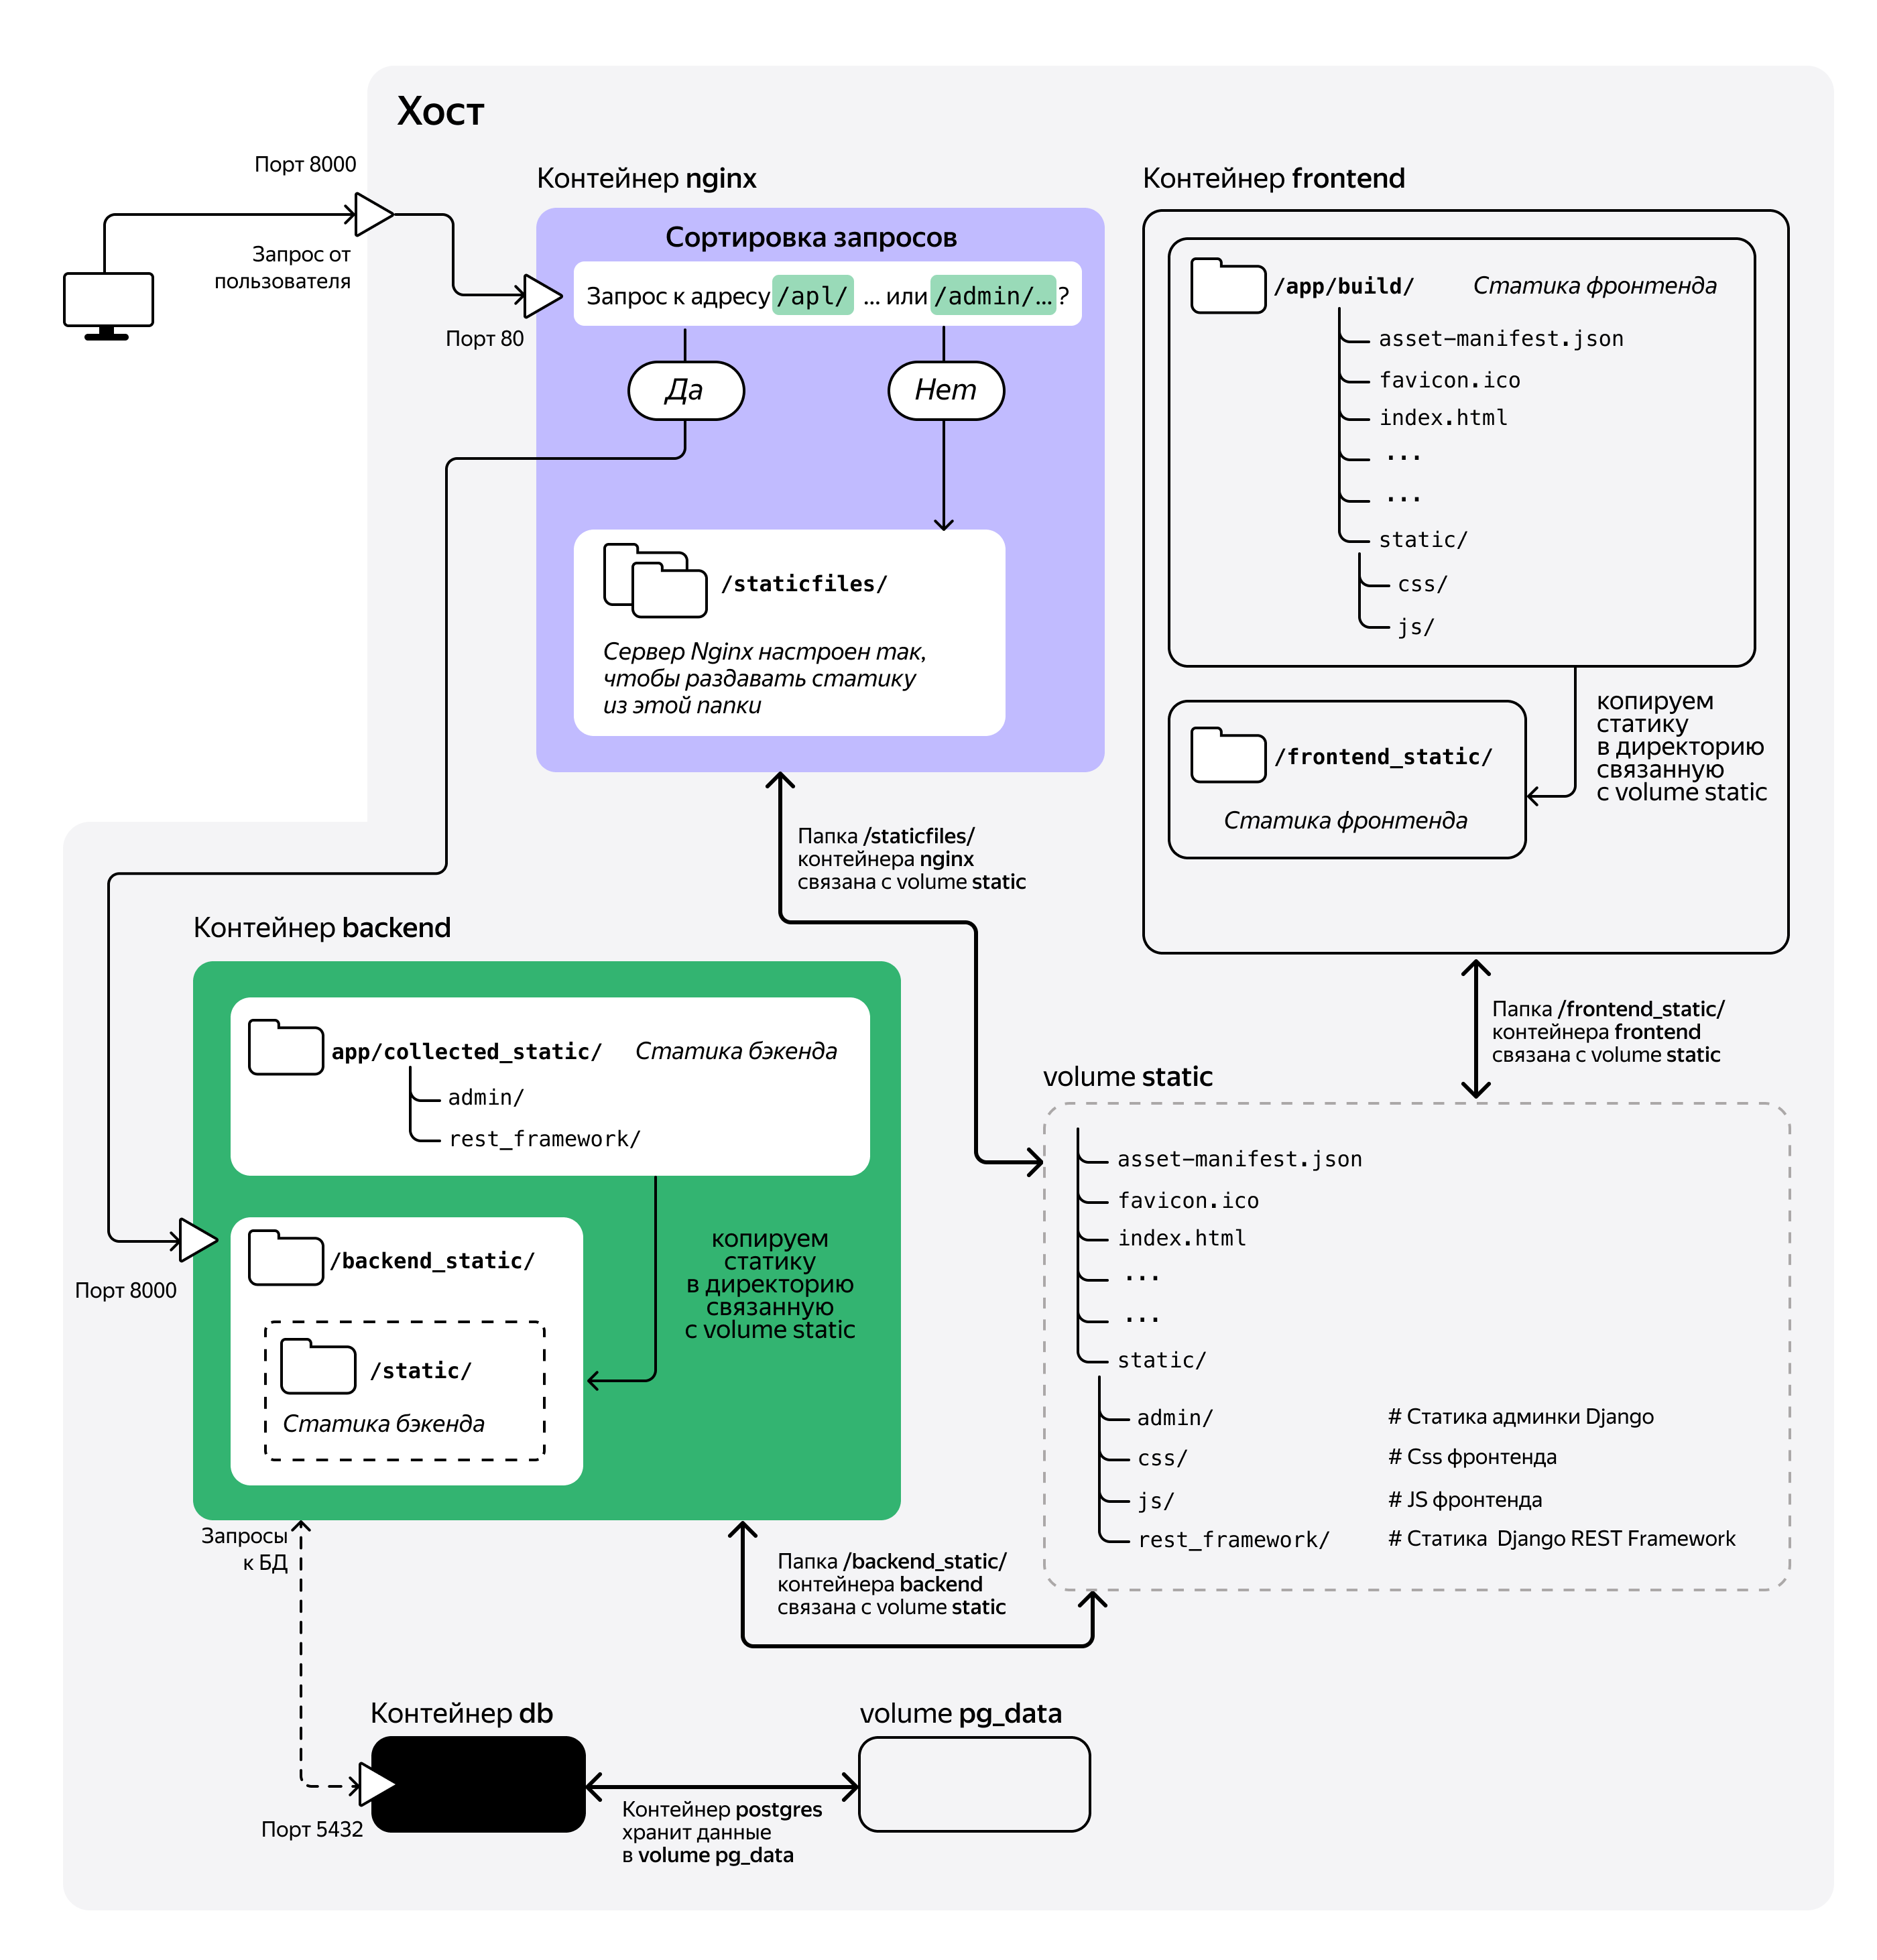 Хост
Порт 8000
Запрос от
пользователя
Порт 80
Контейнер nginx
Сортировка запросов
Запрос к адресу /apl/ ... или /admin/... ?
Да
Нет
/staticfiles/
Сервер Nginx настроен так,
чтобы раздавать статику
из этой папки
Контейнер frontend
/app/build/ Статика фронтенда
asset-manifest.json
favicon.ico
index.html
...
...
static/
css/
js/
копируем
статику
в директорию
связанную
с volume static
/frontend_static/
Статика фронтенда
Папка /staticfiles/
контейнера nginx
связана с volume static
Папка /frontend_static/
контейнера frontend
связана с volume static
Контейнер backend
app/collected_static/ Статика бэкенда
admin/
rest_framework/
копируем
статику
в директорию
связанную
с volume static
/backend_static/
/static/
Статика бэкенда
Порт 8000
volume static
asset-manifest.json
favicon.ico
index.html
...
...
static/
admin/ # Статика админки Django
css/ # Css фронтенда
js/ # JS фронтенда
rest_framework/ # Статика Django REST Framework
Запросы
к БД
Папка /backend_static/
контейнера backend
связана с volume static
Контейнер db
Порт 5432
volume pg_data
Контейнер postgres
хранит данные
в volume pg_data